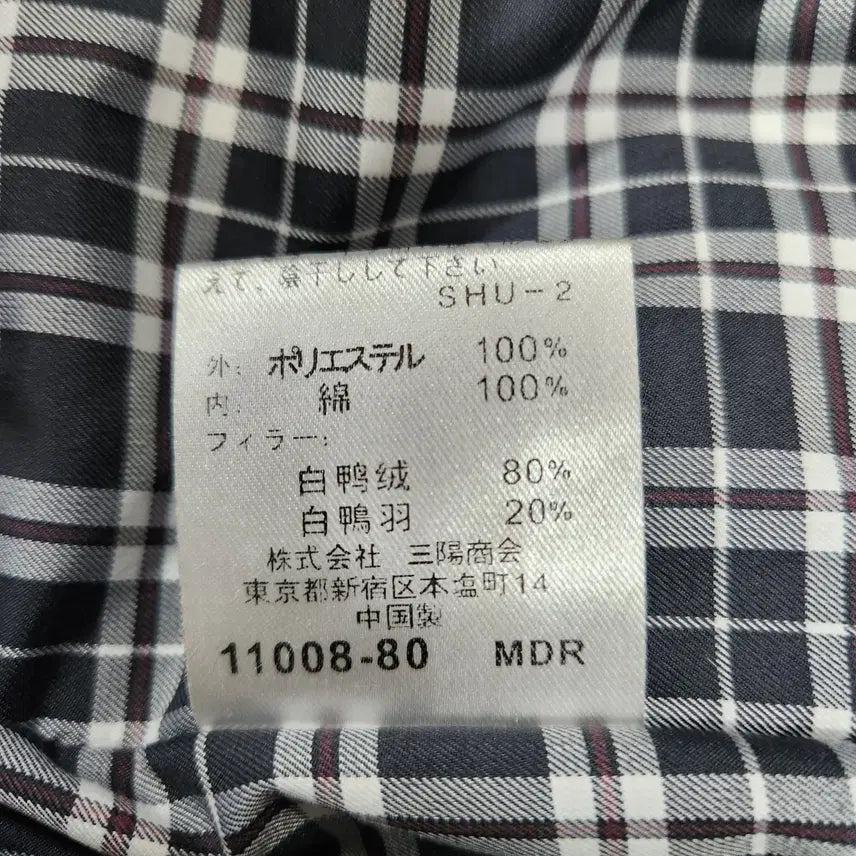 えて、陰干しして下さい
SHU-2
外: ポリエステル 100%
内: 綿 100%
フィラー:
白鸭绒 80%
白鴨羽 20%
株式会社 三陽商会
東京都新宿区本塩町14
中国製
11008-80 MDR